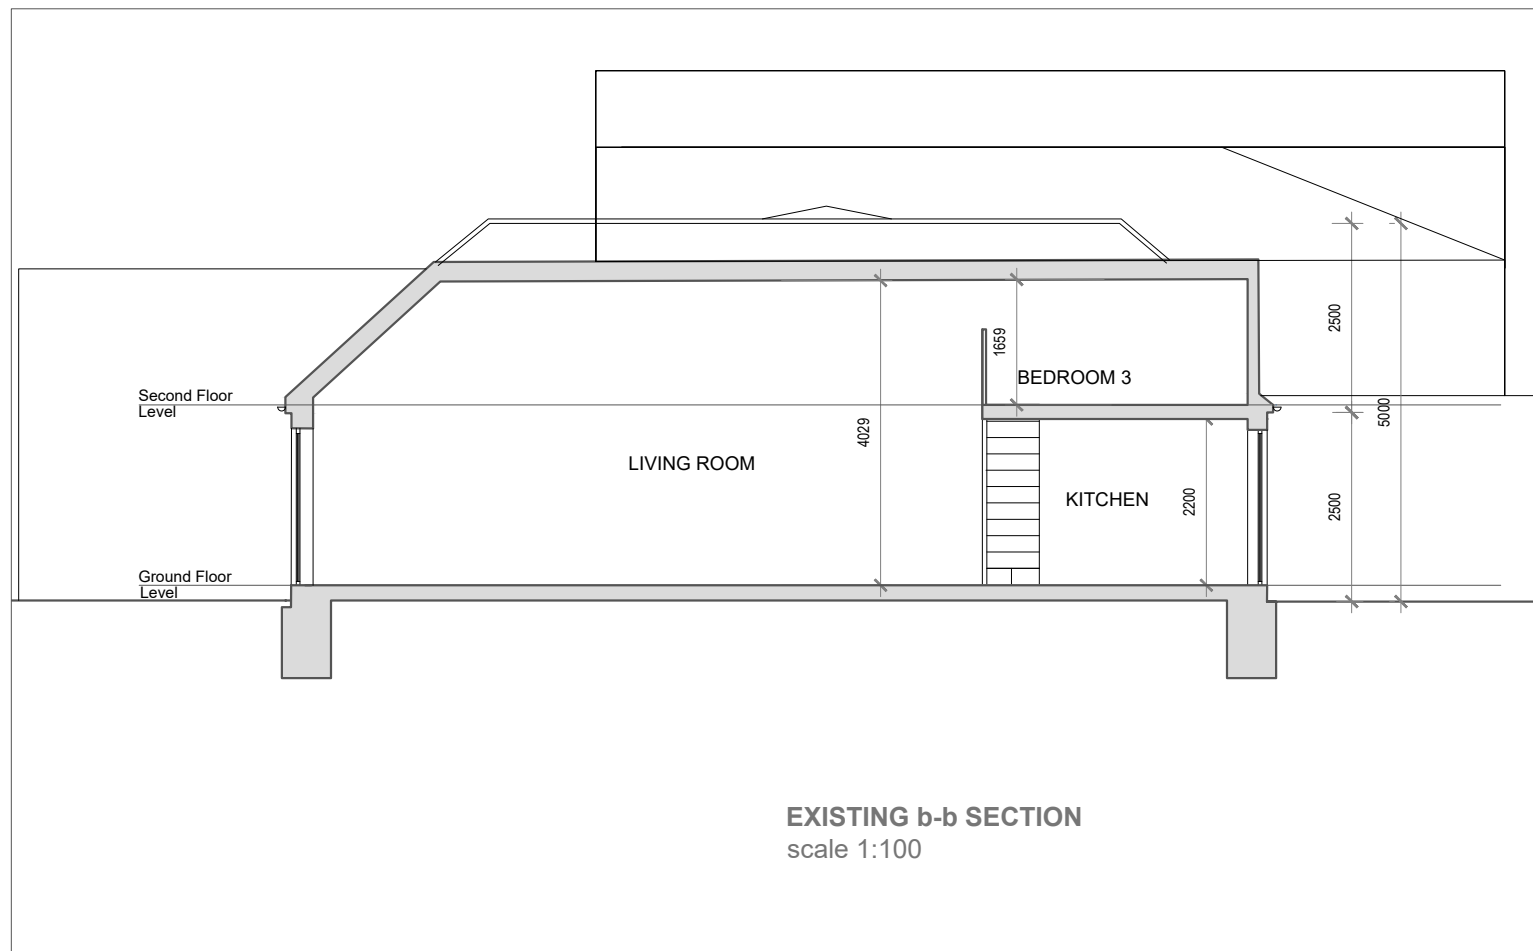 2500
1659
BEDROOM 3
Second Floor
Level
5000
4029
LIVING ROOM
KITCHEN
2200
2500
Ground Floor
Level
EXISTING b-b SECTION
scale 1:100